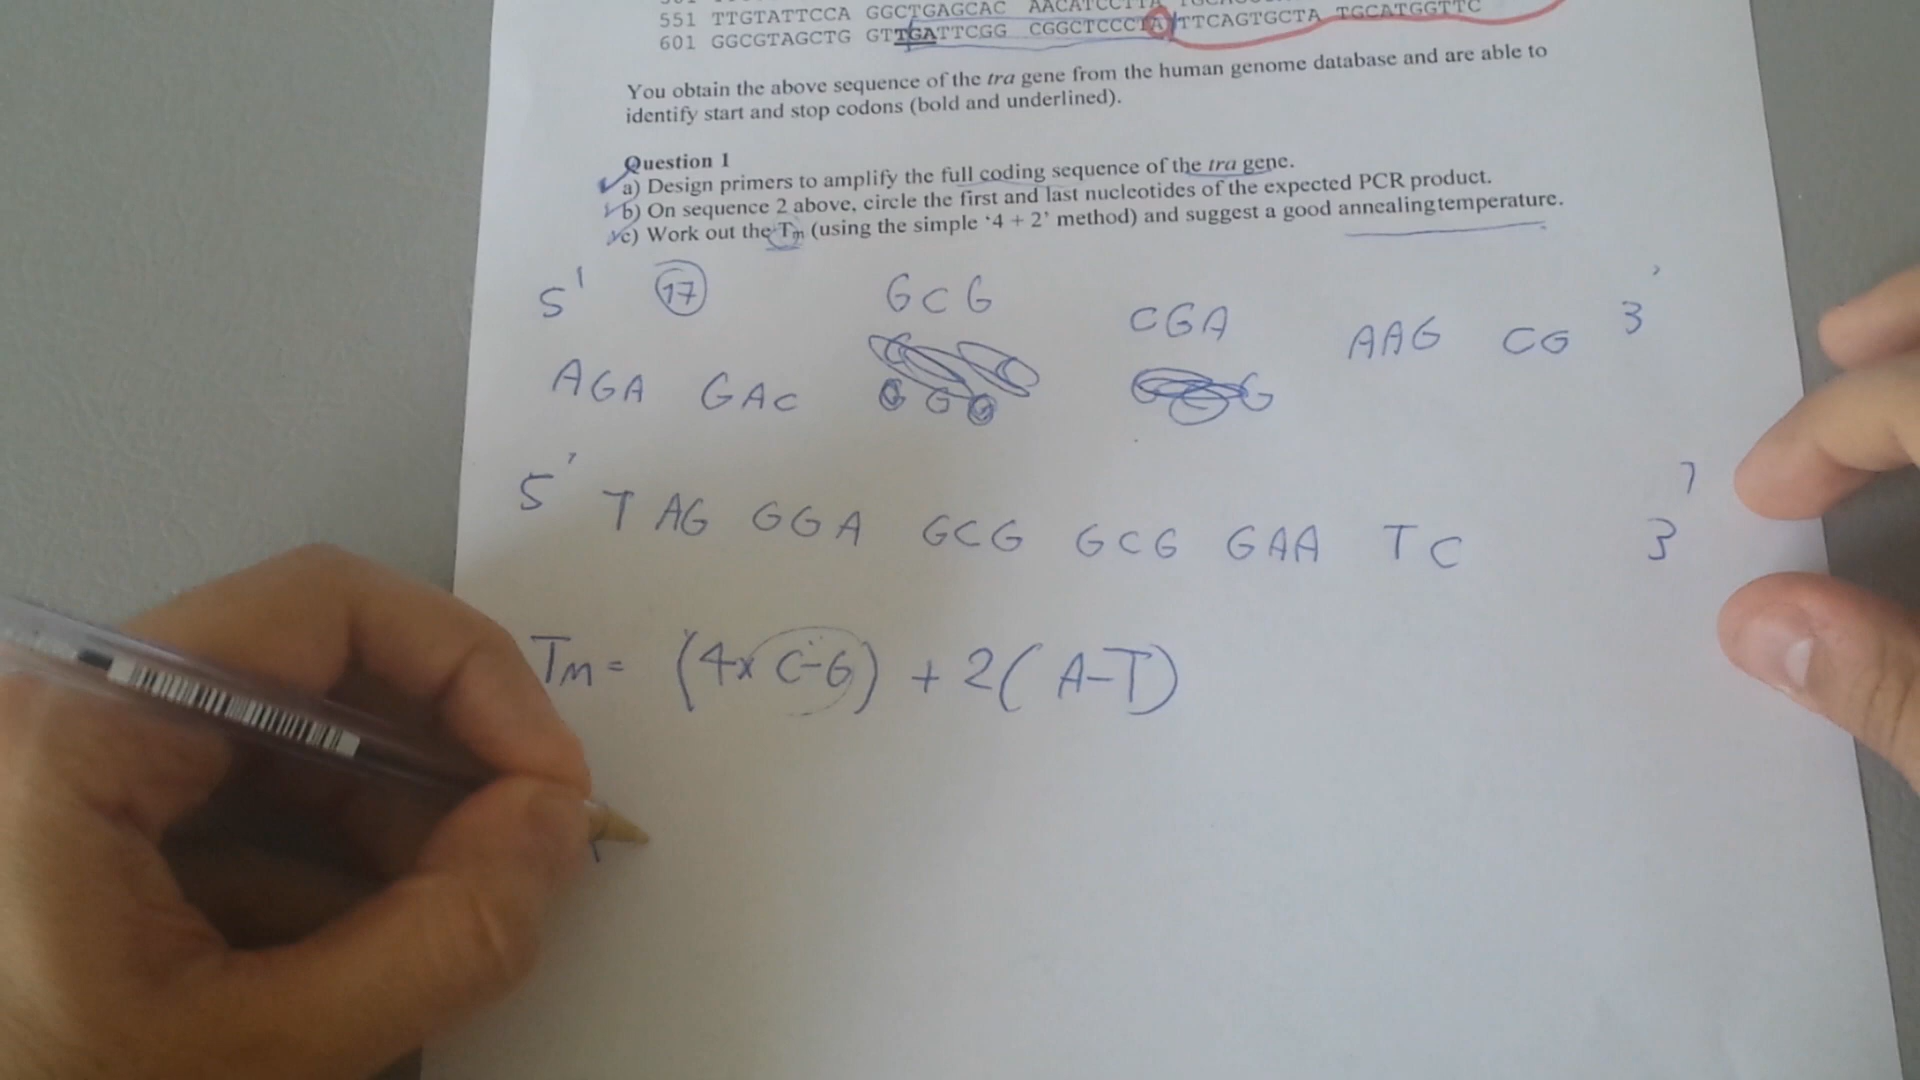 551 TTGTATTCCA GGCTGAGCAC AACATCCTTA
601 GGCGTAGCTG GTTGATTCGG CGGCTCCCTA TTCAGTGCTA TGCATGGTTC
You obtain the above sequence of the tra gene from the human genome database and are able to
identify start and stop codons (bold and underlined).
Question 1
a) Design primers to amplify the full coding sequence of the tra gene.
b) On sequence 2 above, circle the first and last nucleotides of the expected PCR product.
c) Work out the Tm (using the simple ‘4 + 2’ method) and suggest a good annealing temperature.
5' 17 GCG CGA AAG CG 3'
AGA GAC
5' TAG GGA GCG GCG GAA TC 3'
Tm = (4x C-G) + 2( A-T)